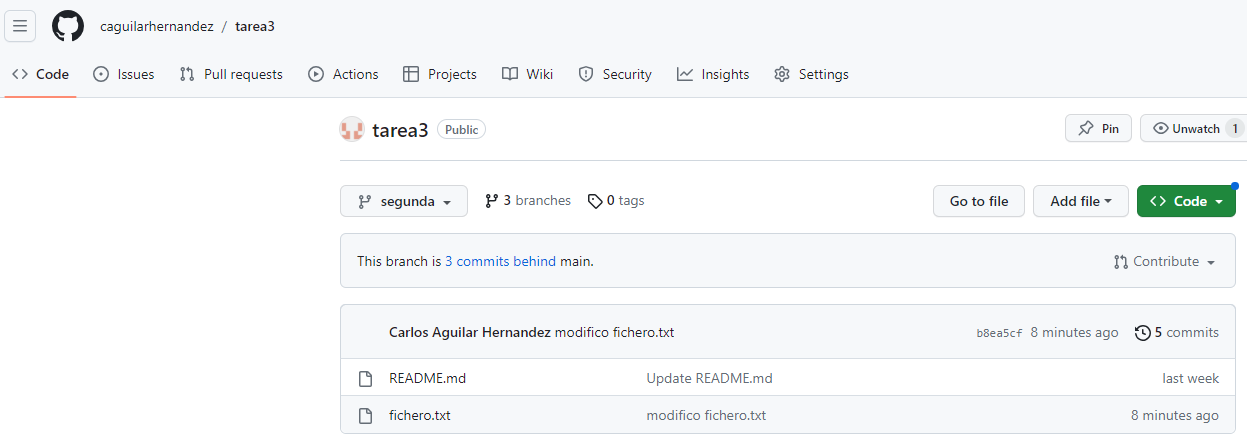 caguilarhernandez / tarea3
Code Issues Pull requests Actions Projects Wiki Security Insights Settings
tarea3 Public Pin Unwatch 1
segunda 3 branches 0 tags Go to file Add file Code
This branch is 3 commits behind main. Contribute
Carlos Aguilar Hernandez modifico fichero.txt b8ea5cf 8 minutes ago 5 commits
README.md Update README.md last week
fichero.txt modifico fichero.txt 8 minutes ago